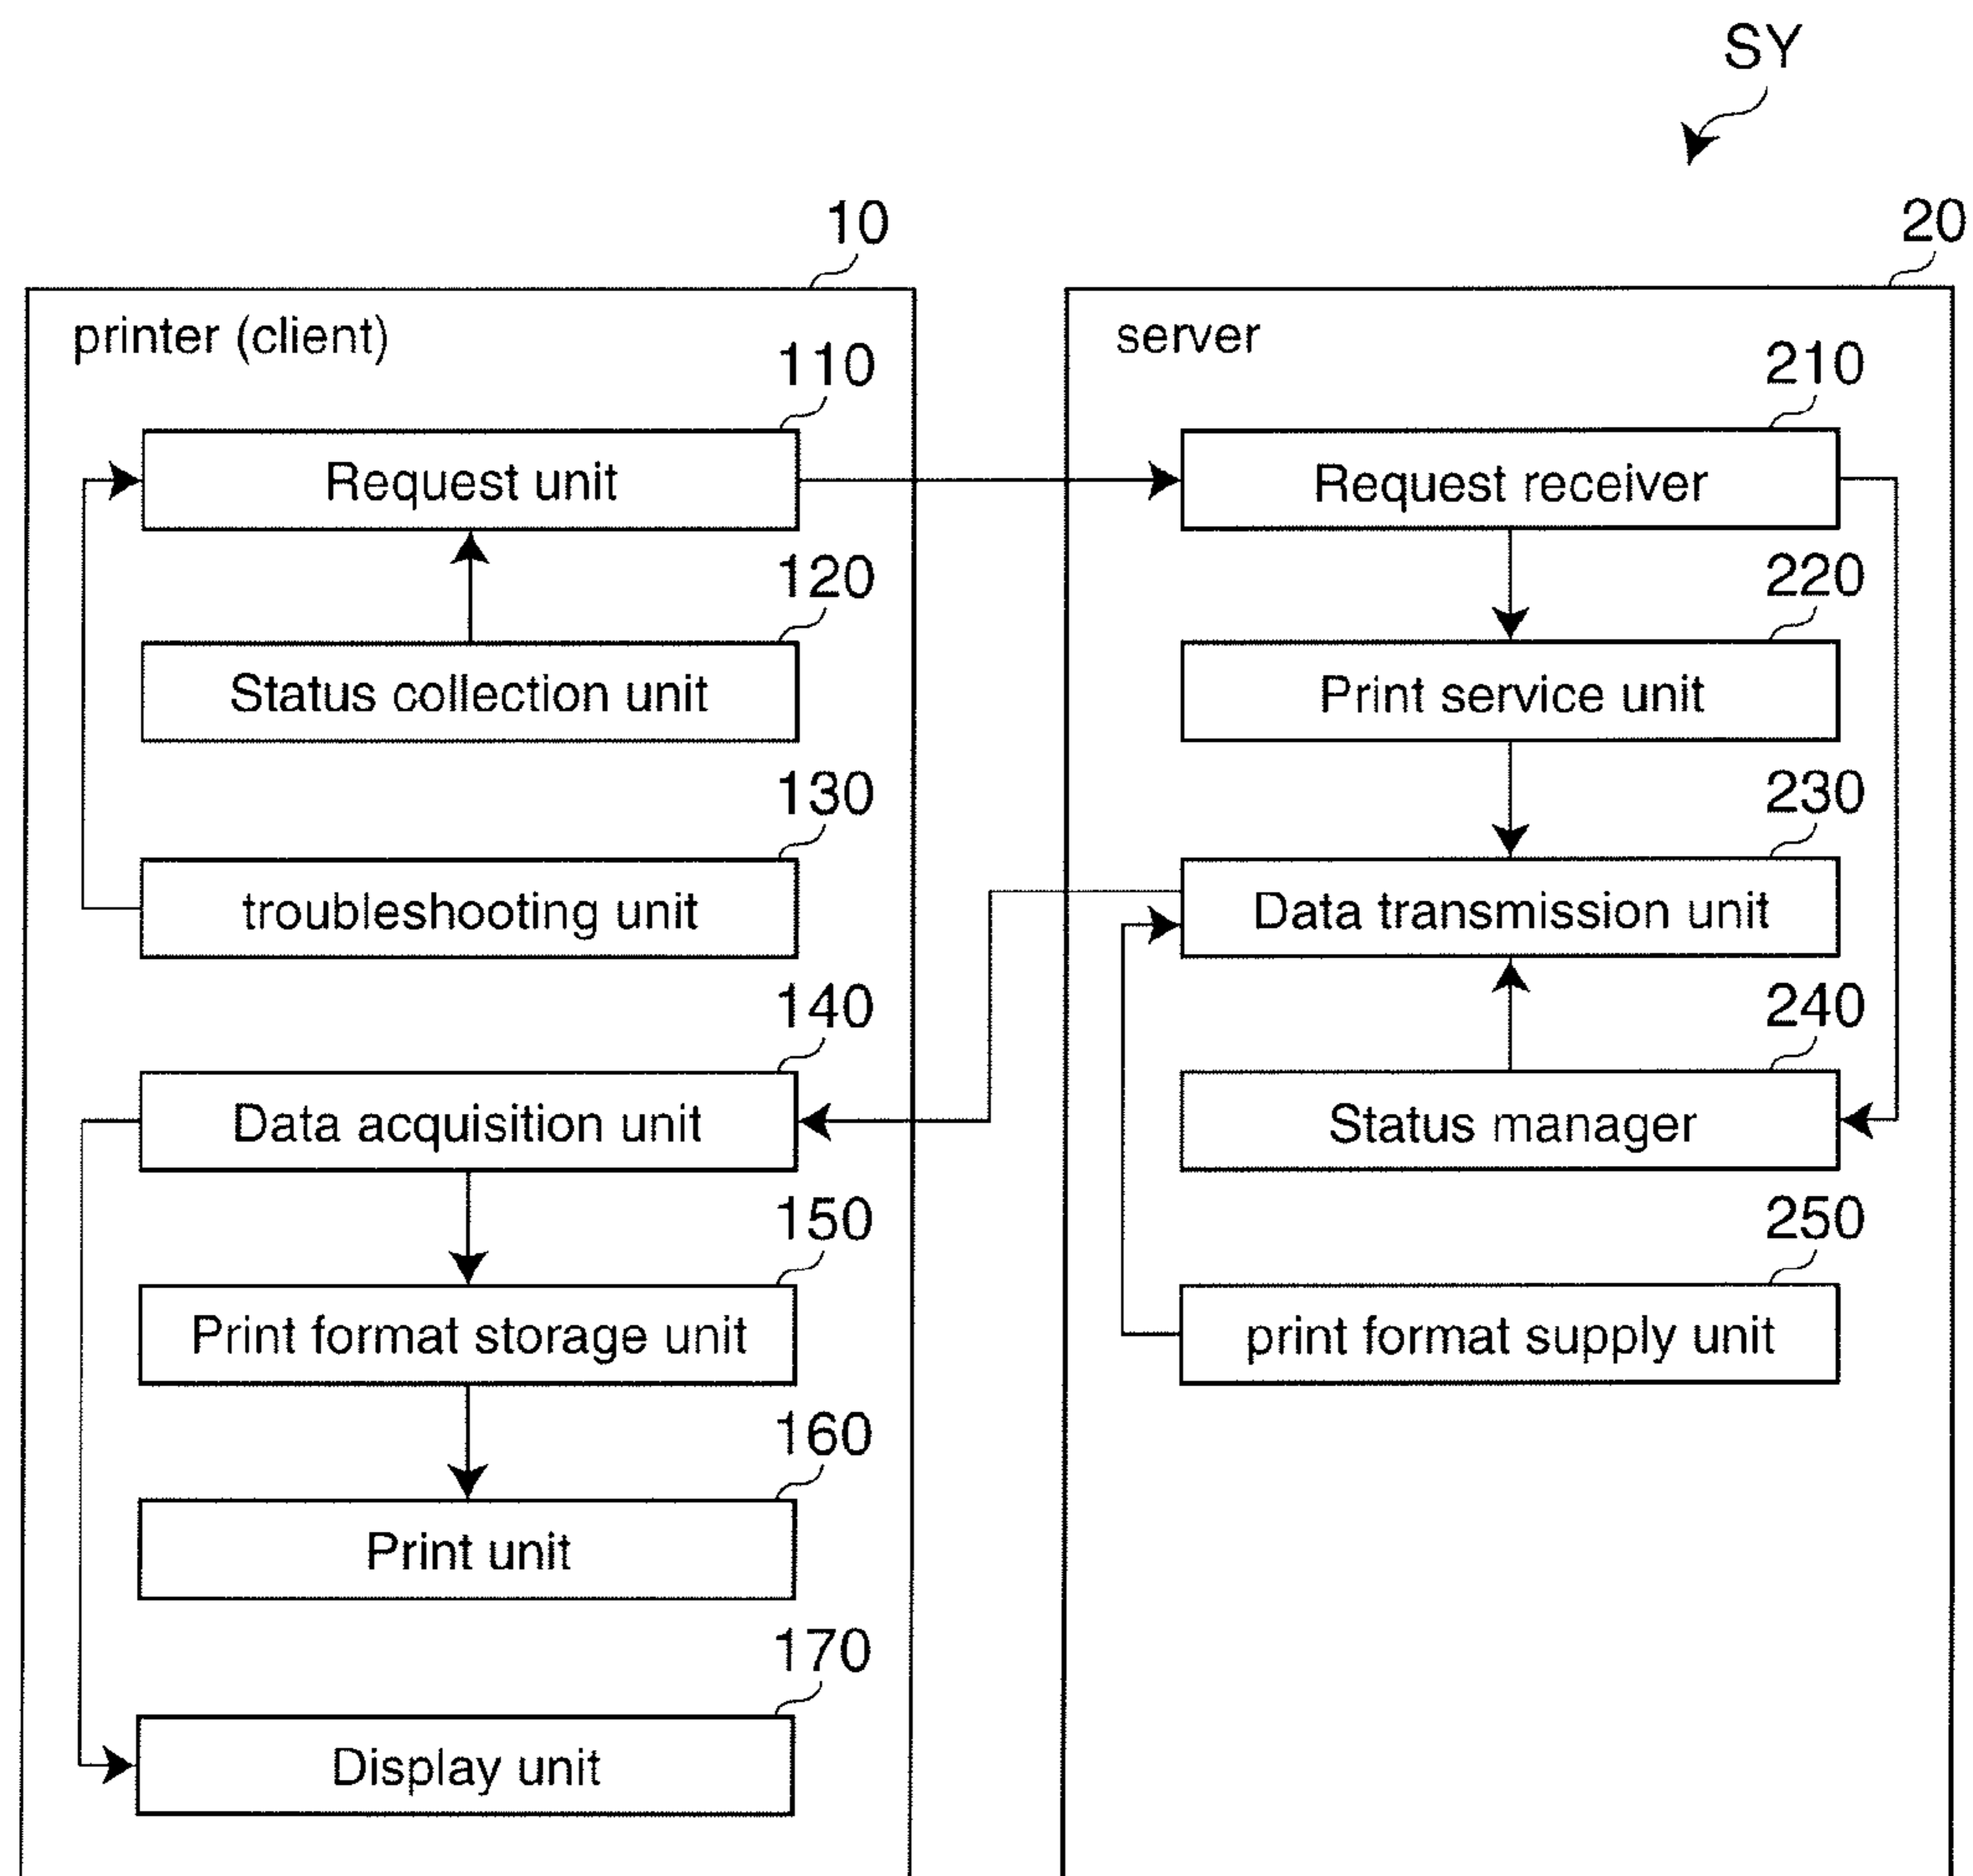 SY
10
printer (client)
110
Request unit
120
Status collection unit
130
troubleshooting unit
140
Data acquisition unit
150
Print format storage unit
160
Print unit
170
Display unit
20
server
210
Request receiver
220
Print service unit
230
Data transmission unit
240
Status manager
250
print format supply unit